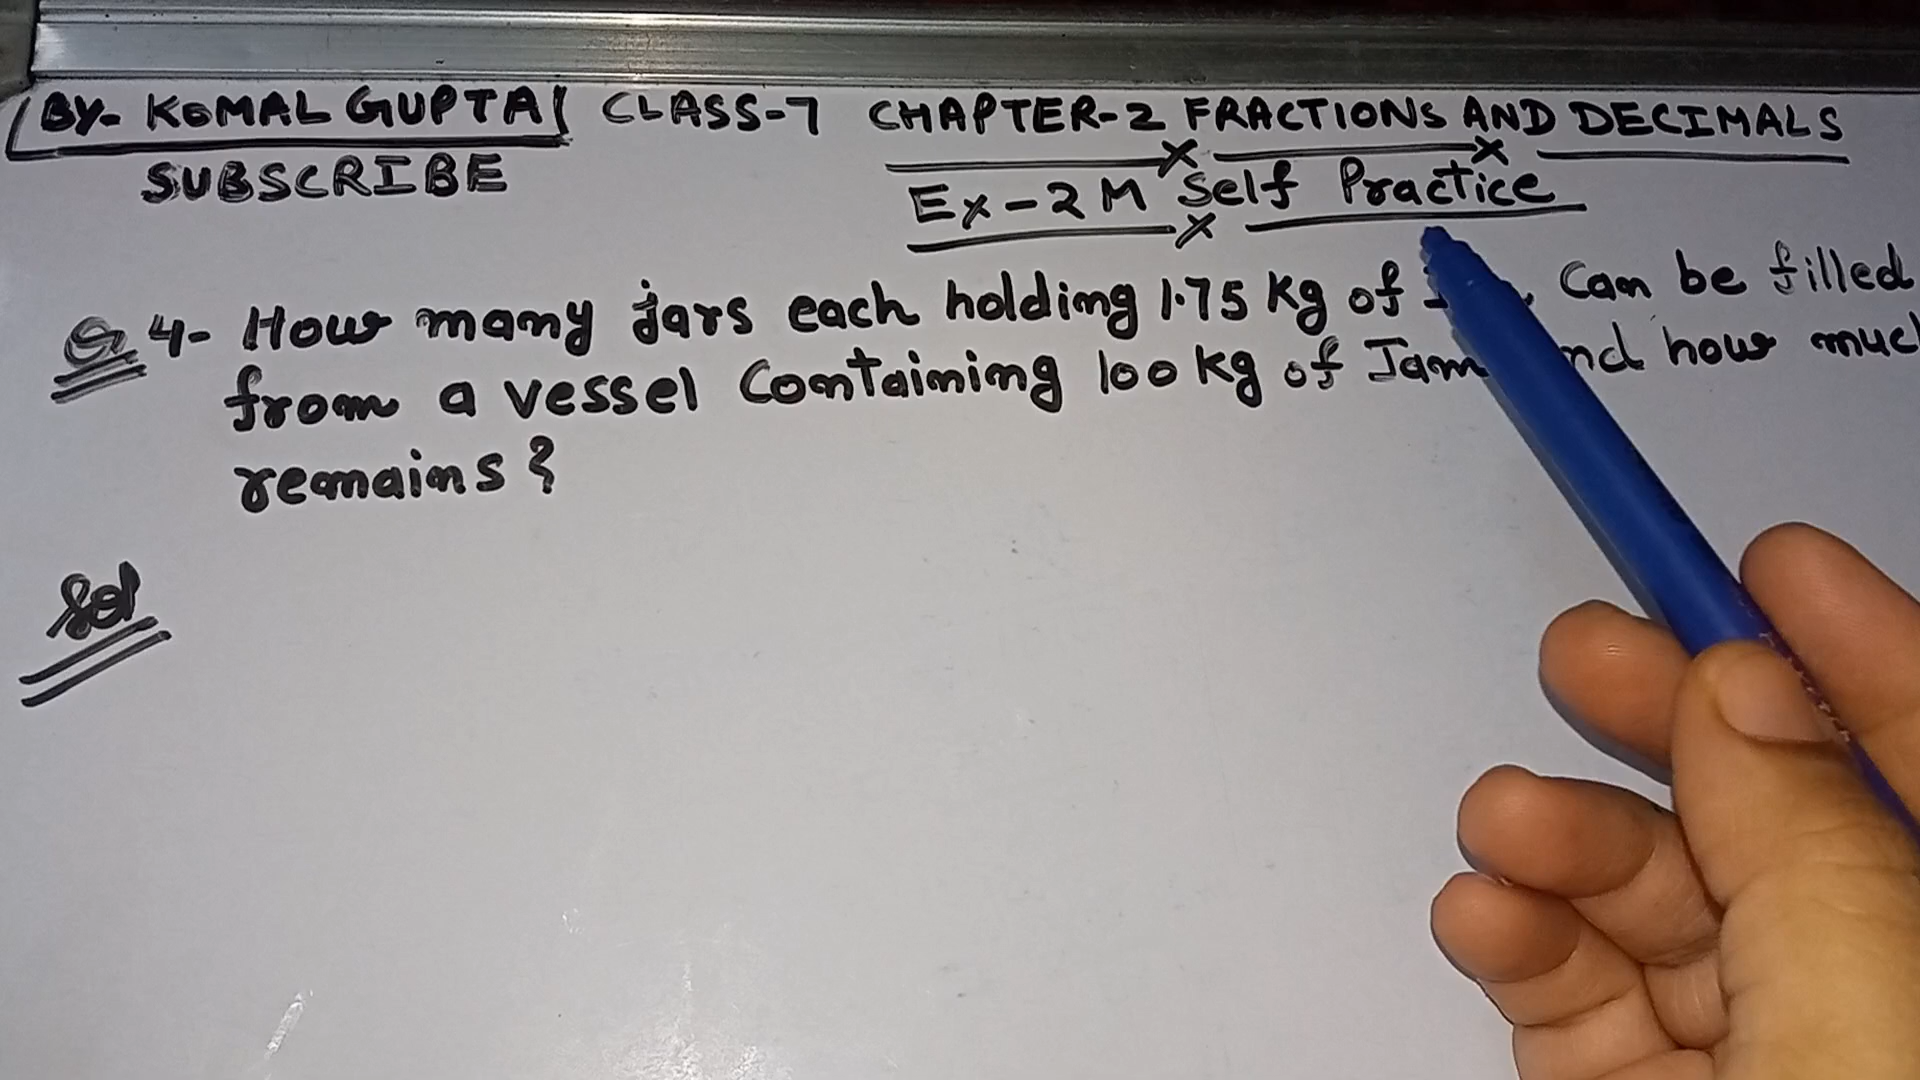 BY- KOMAL GUPTA CLASS-7 CHAPTER-2 FRACTIONS AND DECIMALS
SUBSCRIBE
Ex-2M Self Practice
Q 4- How many jars each holding 1.75 Kg of can be filled
from a vessel Containing 100 Kg of Jam how
remains?
Sol